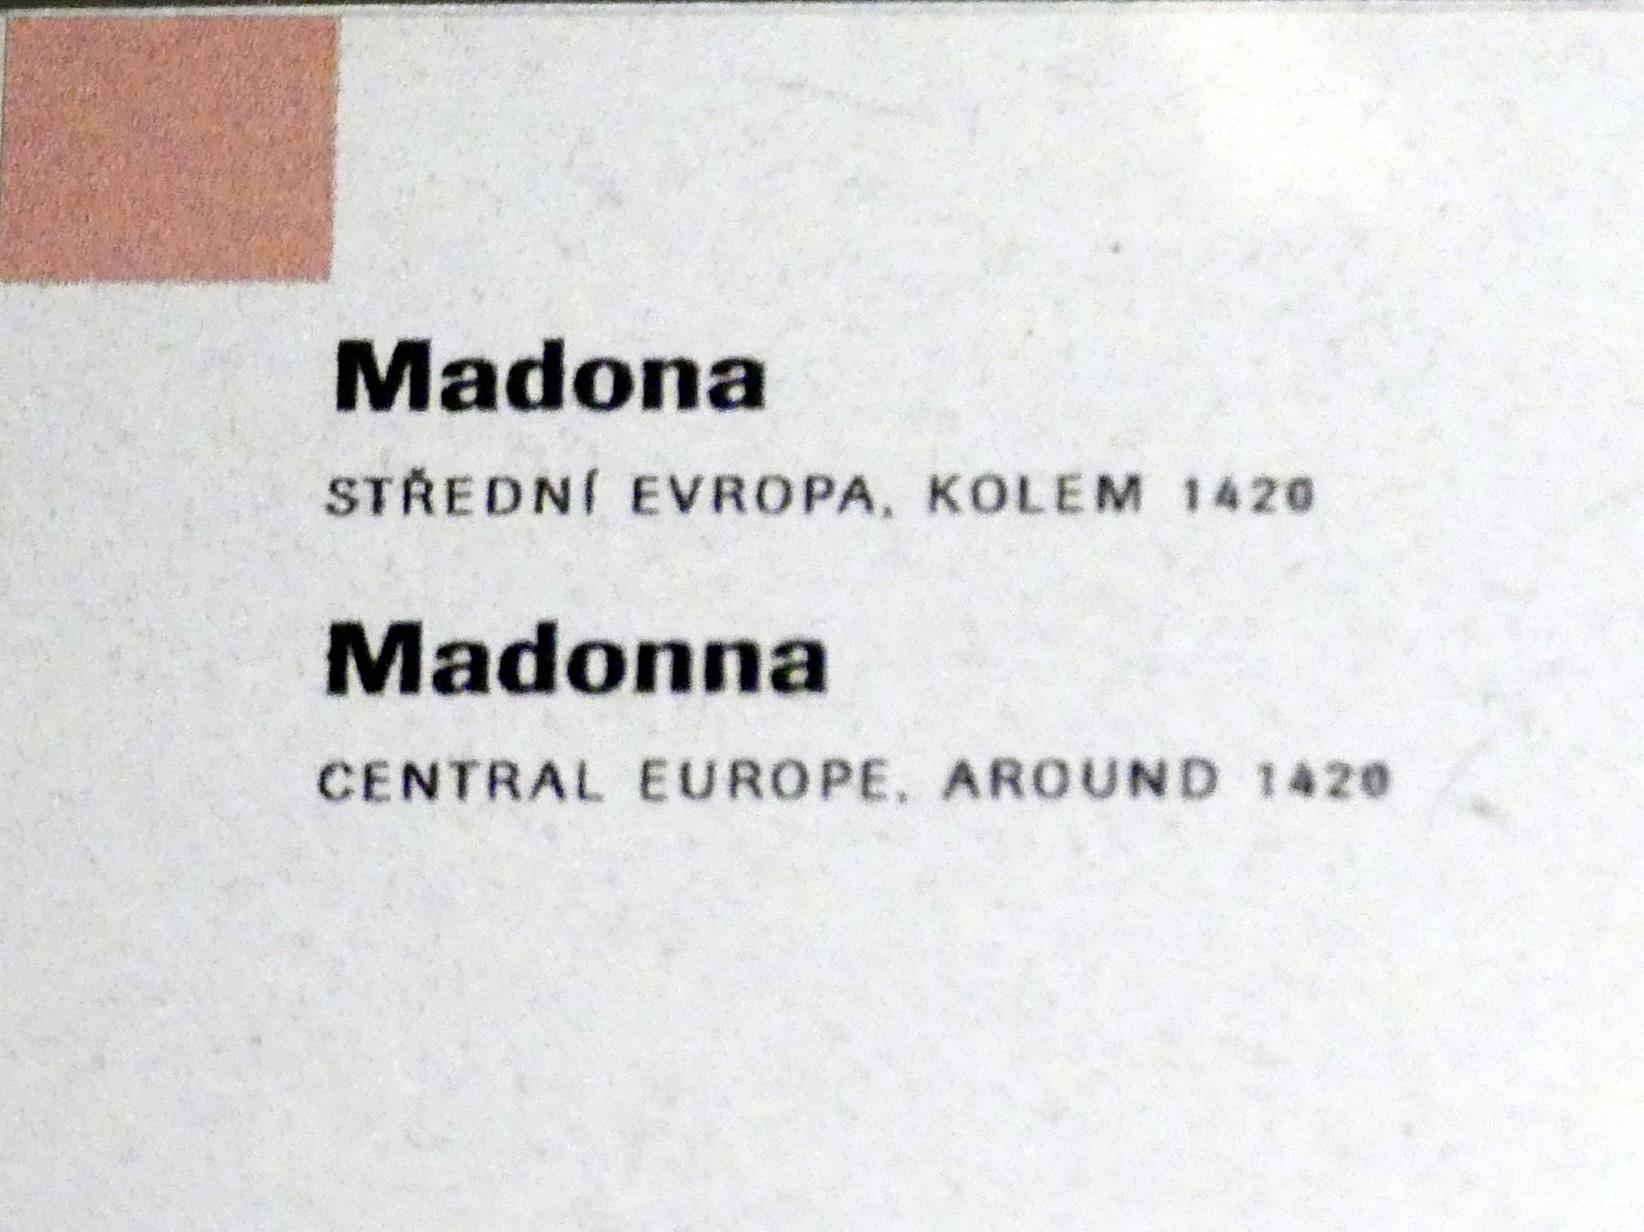 Madona
STŘEDNÍ EVROPA, KOLEM 1420
Madonna
CENTRAL EUROPE, AROUND 1420